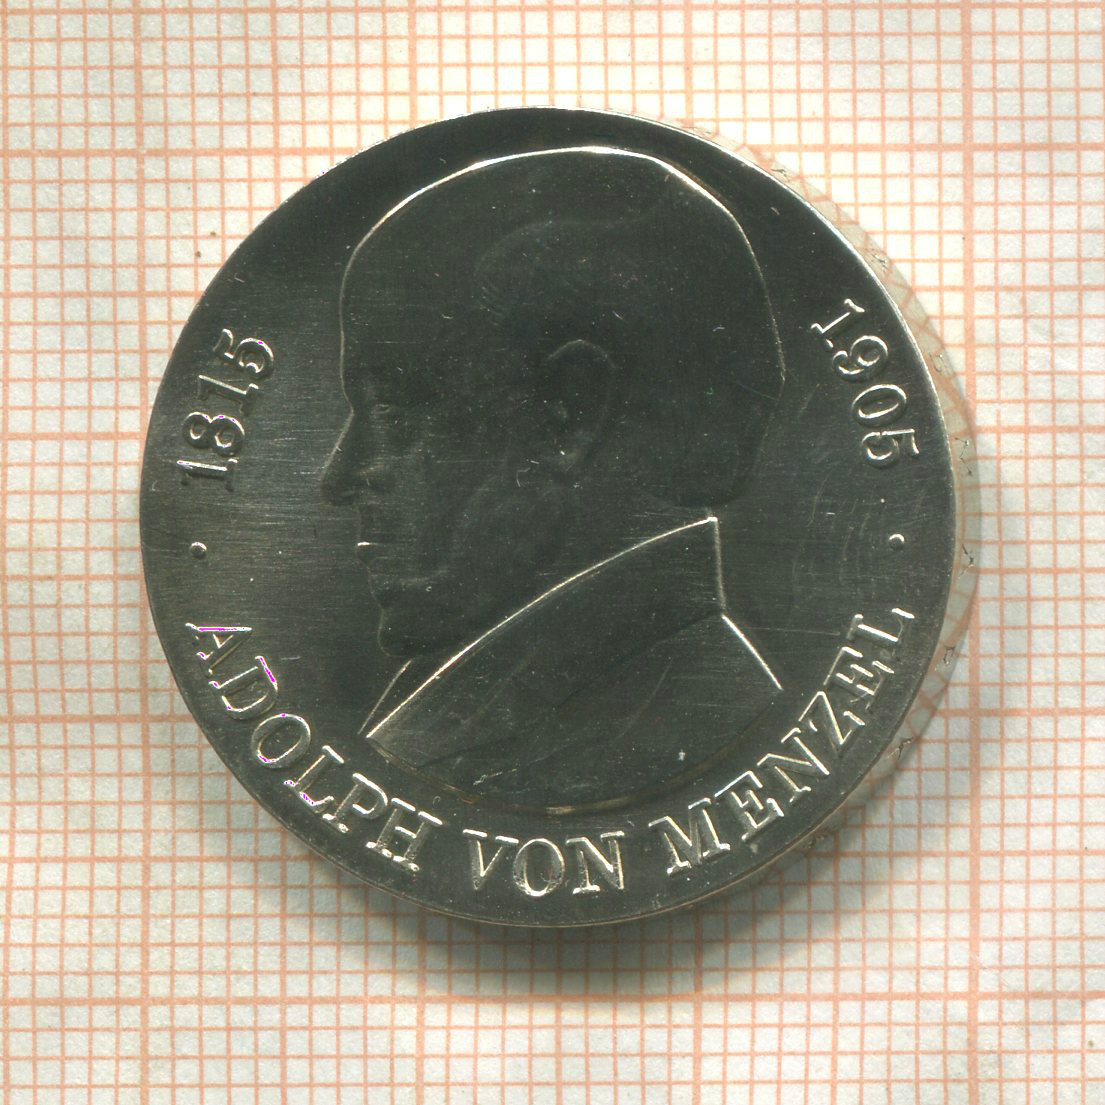 1815
1905
· ADOLPH VON MENZEL ·